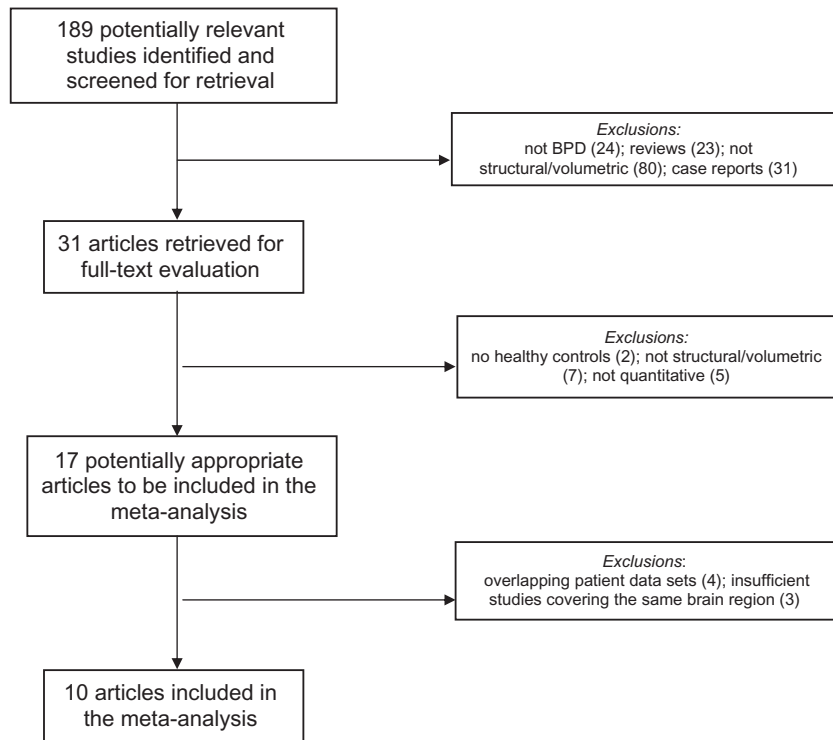 189 potentially relevant
studies identified and
screened for retrieval
Exclusions:
not BPD (24); reviews (23); not
structural/volumetric (80); case reports (31)
31 articles retrieved for
full-text evaluation
Exclusions:
no healthy controls (2); not structural/volumetric
(7); not quantitative (5)
17 potentially appropriate
articles to be included in the
meta-analysis
Exclusions:
overlapping patient data sets (4); insufficient
studies covering the same brain region (3)
10 articles included in
the meta-analysis